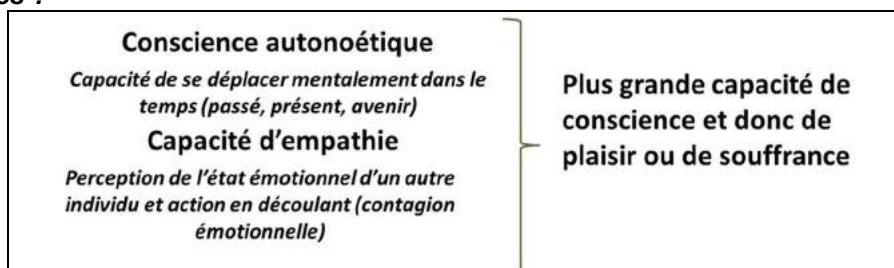 Conscience autonoétique
Capacité de se déplacer mentalement dans le
temps (passé, présent, avenir)
Capacité d'empathie
Perception de l'état émotionnel d'un autre
individu et action en découlant (contagion
émotionnelle)
Plus grande capacité de
conscience et donc de
plaisir ou de souffrance